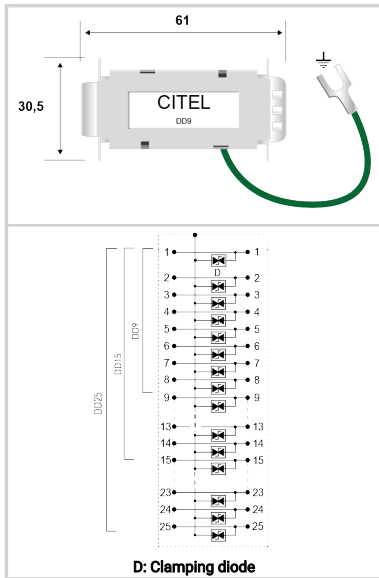 61
30,5
CITEL
DD9
1 1
D
2 2
3 3
4 4
5 5
6 6
7 7
8 8
9 9
13 13
14 14
15 15
23 23
24 24
25 25
DD9
DD15
DD25
D: Clamping diode